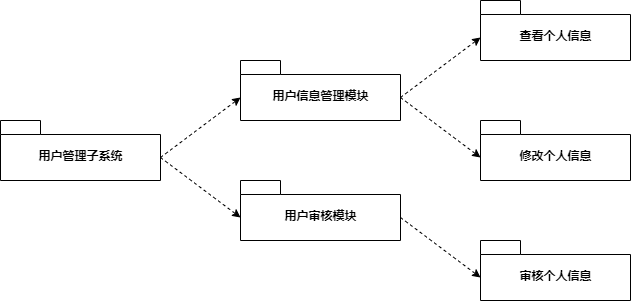 查看个人信息
用户信息管理模块
用户管理子系统
修改个人信息
用户审核模块
审核个人信息